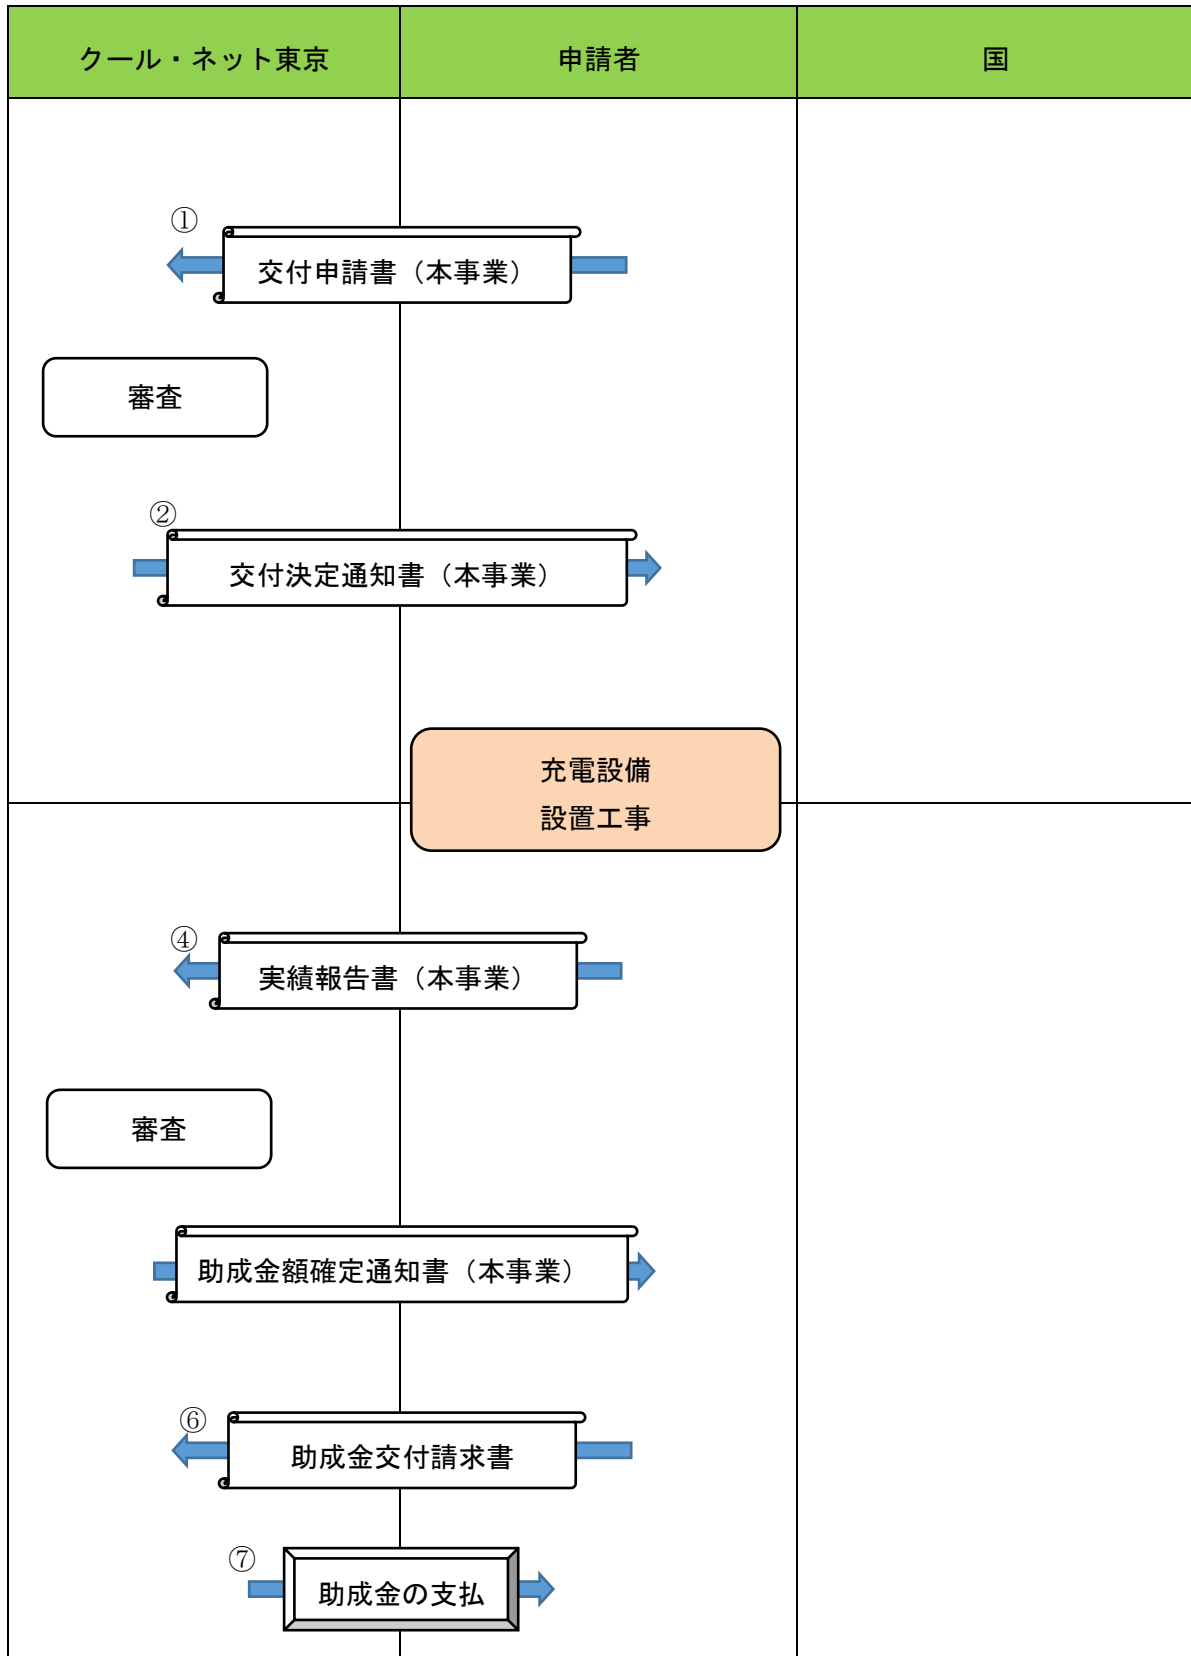 クール・ネット東京
申請者
国
①
交付申請書（本事業）
審査
②
交付決定通知書（本事業）
充電設備
設置工事
④
実績報告書（本事業）
審査
助成金額確定通知書（本事業）
⑥
助成金交付請求書
⑦
助成金の支払